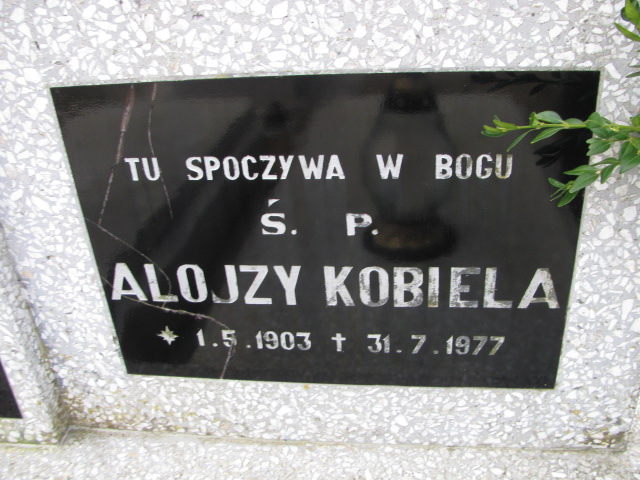 TU SPOCZYWA W BOGU
Ś. P.
ALOJZY KOBIELA
* 1.5.1903 † 31.7.1977